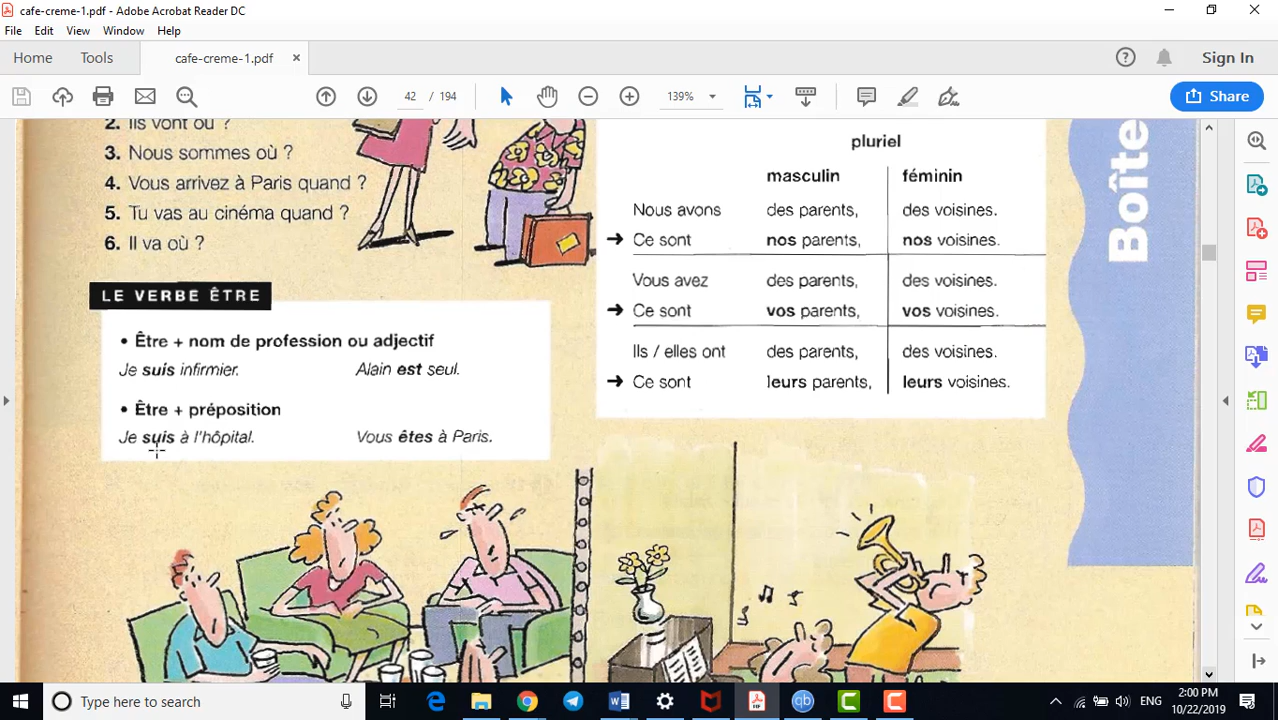 cafe-creme-1.pdf - Adobe Acrobat Reader DC
File Edit View Window Help
Home Tools cafe-creme-1.pdf × Sign In
42 / 194 139% Share
2. Ils vont où ?
3. Nous sommes où ?
4. Vous arrivez à Paris quand ?
5. Tu vas au cinéma quand ?
6. Il va où ?
LE VERBE ÊTRE
• Être + nom de profession ou adjectif
Je suis infirmier. Alain est seul.
• Être + préposition
Je suis à l'hôpital. Vous êtes à Paris.
pluriel
masculin féminin
Nous avons des parents, des voisines.
➔ Ce sont nos parents, nos voisines.
Vous avez des parents, des voisines.
➔ Ce sont vos parents, vos voisines.
Ils / elles ont des parents, des voisines.
➔ Ce sont leurs parents, leurs voisines.
Boîte
Type here to search
ENG
2:00 PM
10/22/2019